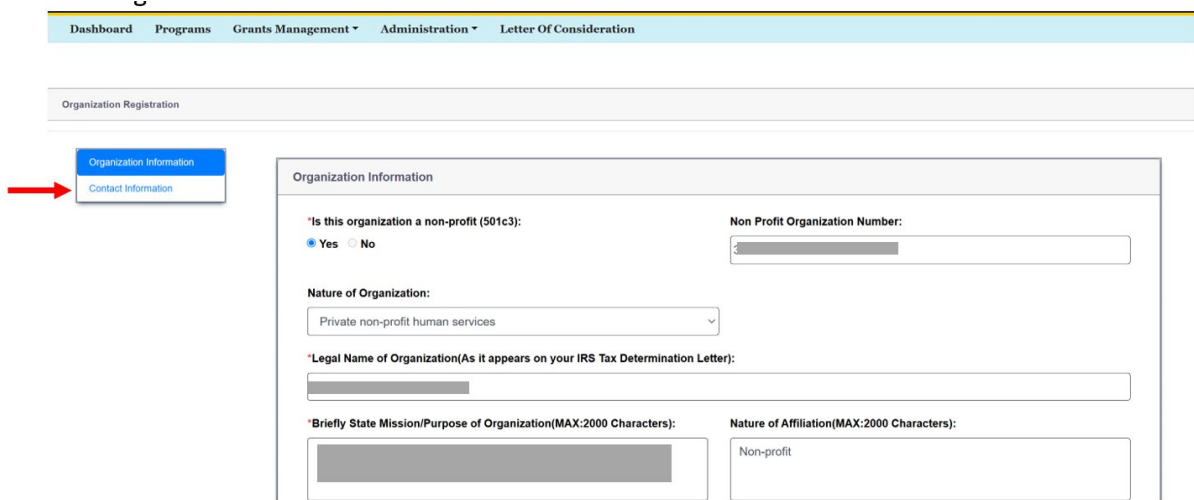 Dashboard Programs Grants Management Administration Letter Of Consideration
Organization Registration
Organization Information
Contact Information
Organization Information
*Is this organization a non-profit (501c3): Non Profit Organization Number:
Yes No
Nature of Organization:
Private non-profit human services
*Legal Name of Organization(As it appears on your IRS Tax Determination Letter):
*Briefly State Mission/Purpose of Organization(MAX:2000 Characters): Nature of Affiliation(MAX:2000 Characters):
Non-profit